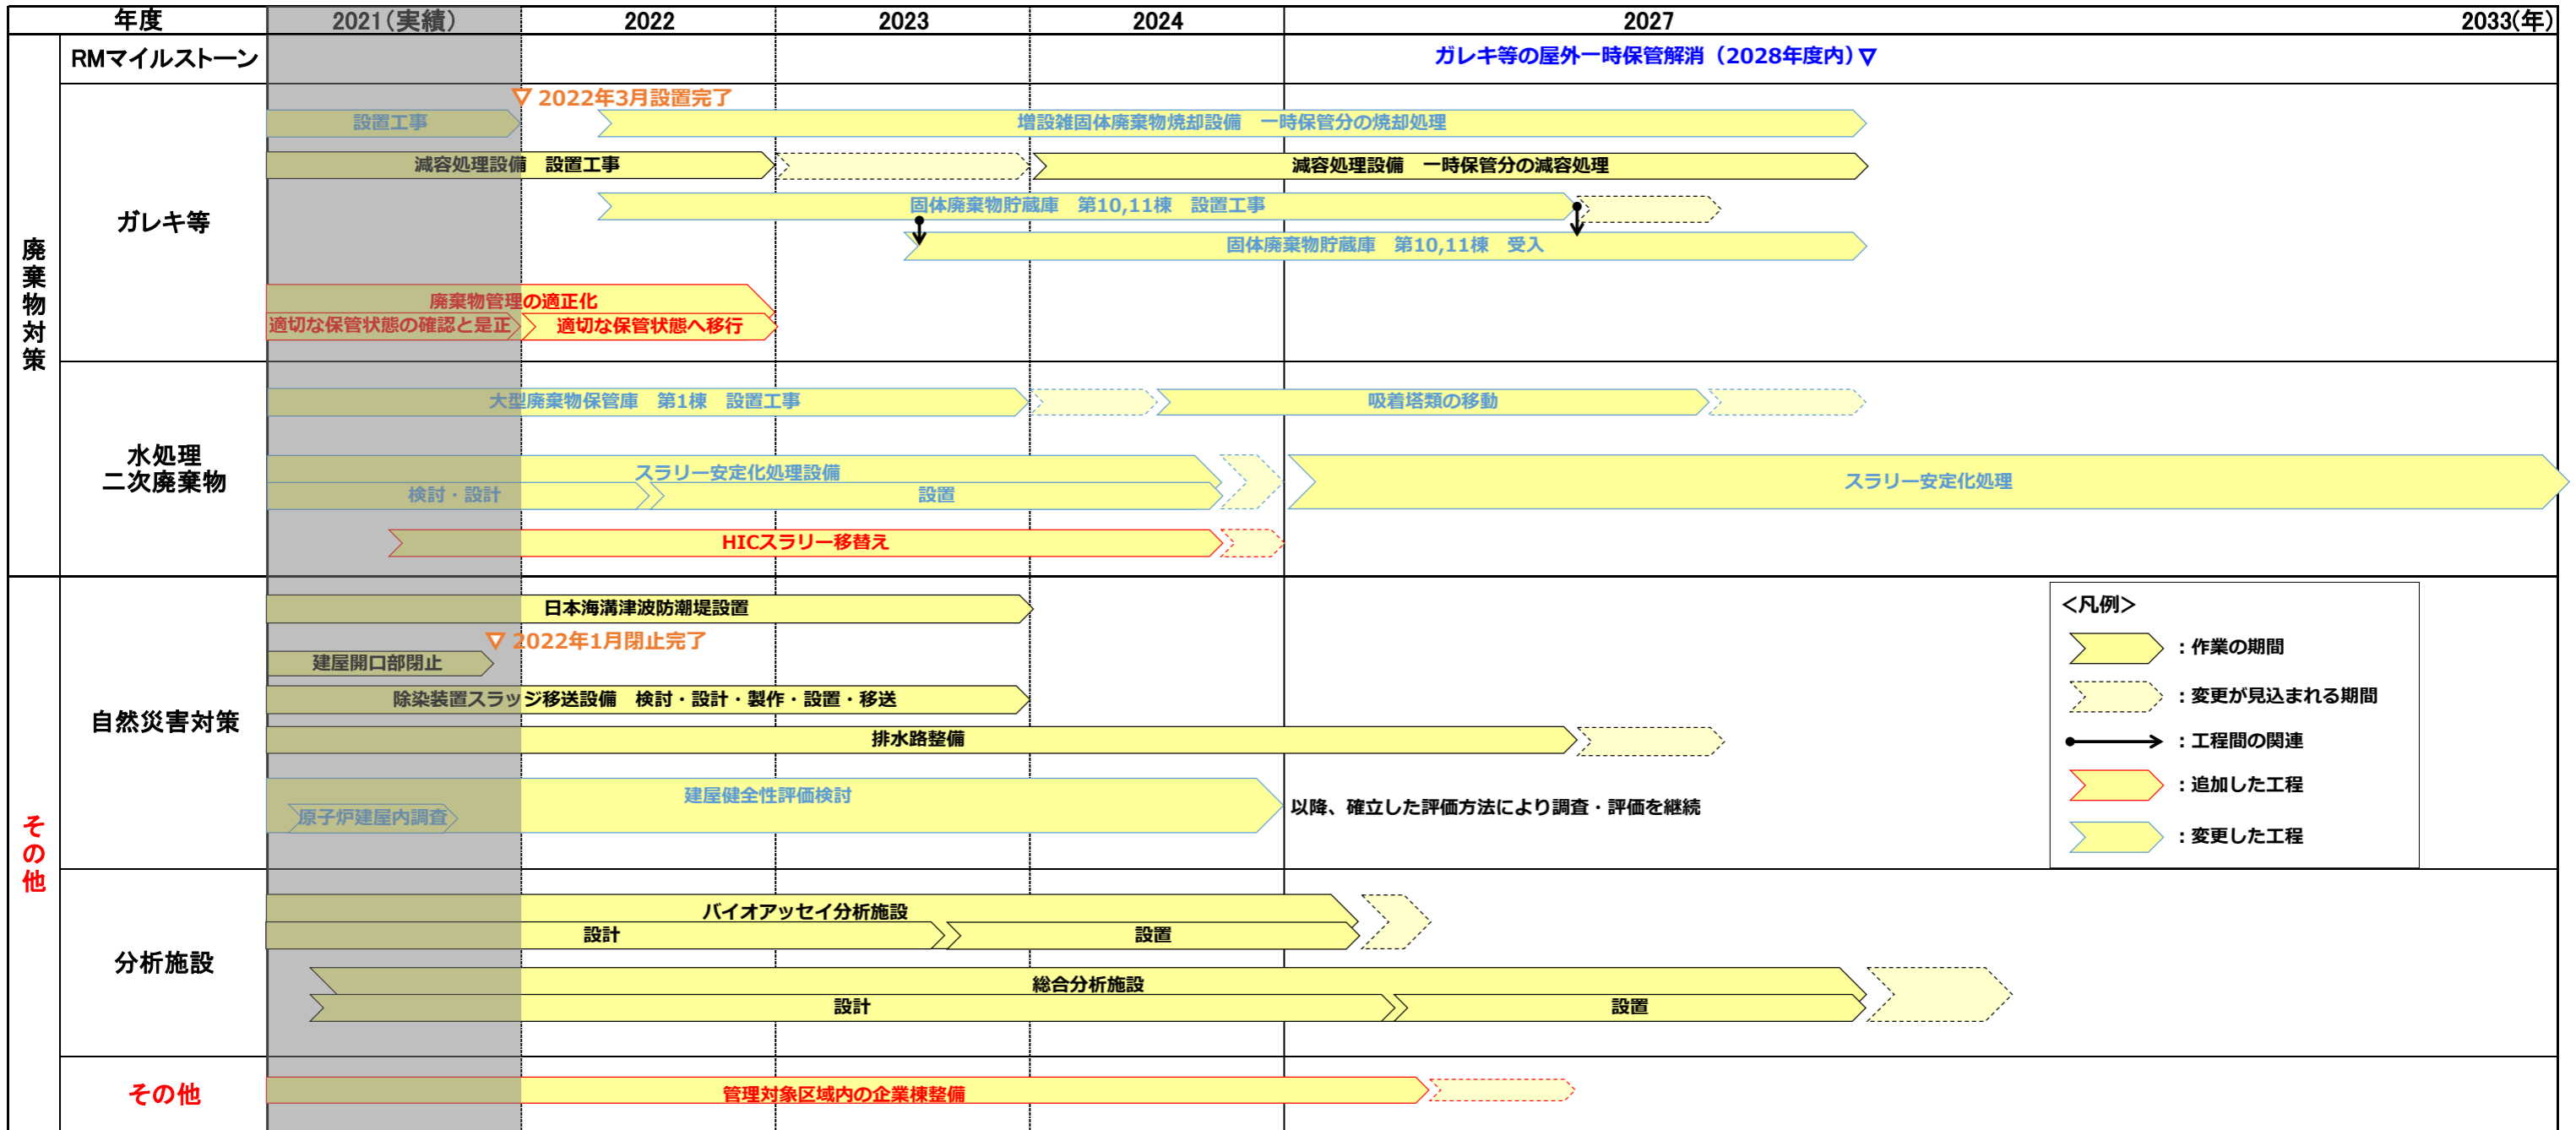 年度
2021(実績)
2022
2023
2024
2027
2033(年)
廃棄物対策
RMマイルストーン
ガレキ等の屋外一時保管解消（2028年度内）▽
ガレキ等
▽ 2022年3月設置完了
設置工事
増設雑固体廃棄物焼却設備　一時保管分の焼却処理
減容処理設備　設置工事
減容処理設備　一時保管分の減容処理
固体廃棄物貯蔵庫　第10,11棟　設置工事
固体廃棄物貯蔵庫　第10,11棟　受入
廃棄物管理の適正化
適切な保管状態の確認と是正
適切な保管状態へ移行
水処理
二次廃棄物
大型廃棄物保管庫　第1棟　設置工事
吸着塔類の移動
スラリー安定化処理設備
検討・設計
設置
スラリー安定化処理
HICスラリー移替え
その他
自然災害対策
日本海溝津波防潮堤設置
▽ 2022年1月閉止完了
建屋開口部閉止
除染装置スラッジ移送設備　検討・設計・製作・設置・移送
排水路整備
建屋健全性評価検討
原子炉建屋内調査
以降、確立した評価方法により調査・評価を継続
＜凡例＞
：作業の期間
：変更が見込まれる期間
：工程間の関連
：追加した工程
：変更した工程
分析施設
バイオアッセイ分析施設
設計
設置
総合分析施設
設計
設置
その他
管理対象区域内の企業棟整備